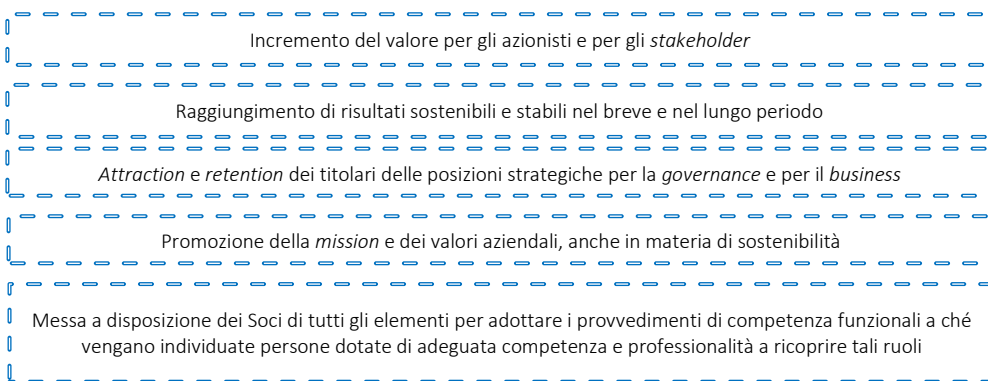 Incremento del valore per gli azionisti e per gli stakeholder
Raggiungimento di risultati sostenibili e stabili nel breve e nel lungo periodo
Attraction e retention dei titolari delle posizioni strategiche per la governance e per il business
Promozione della mission e dei valori aziendali, anche in materia di sostenibilità
Messa a disposizione dei Soci di tutti gli elementi per adottare i provvedimenti di competenza funzionali a ché
vengano individuate persone dotate di adeguata competenza e professionalità a ricoprire tali ruoli